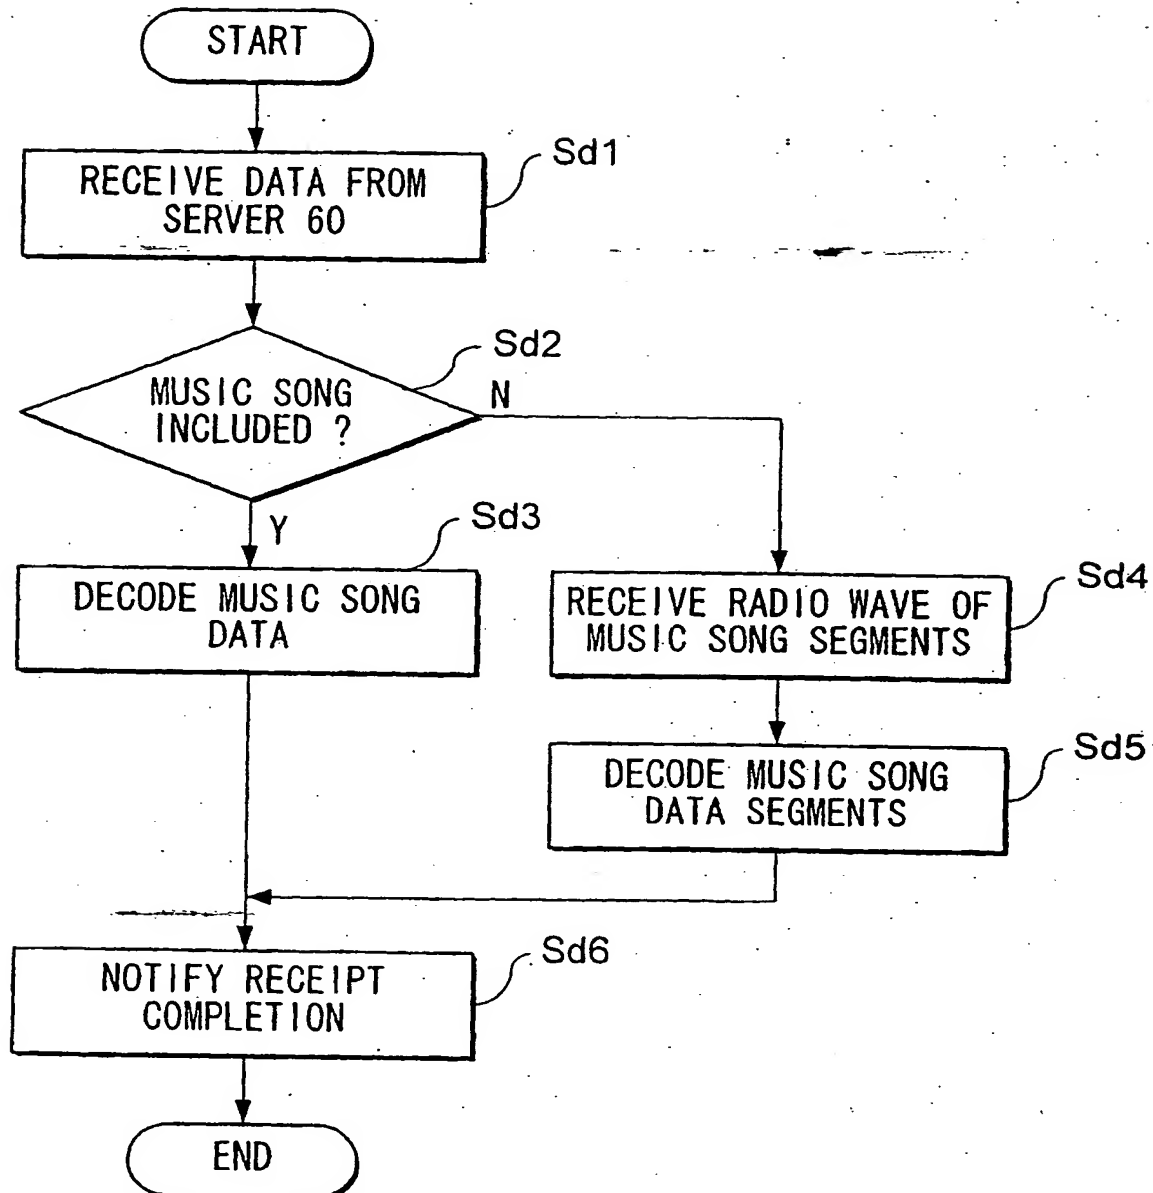 START
Sd1
RECEIVE DATA FROM
SERVER 60
Sd2
MUSIC SONG
INCLUDED ?
N
Y
Sd3
DECODE MUSIC SONG
DATA
Sd4
RECEIVE RADIO WAVE OF
MUSIC SONG SEGMENTS
Sd5
DECODE MUSIC SONG
DATA SEGMENTS
Sd6
NOTIFY RECEIPT
COMPLETION
END